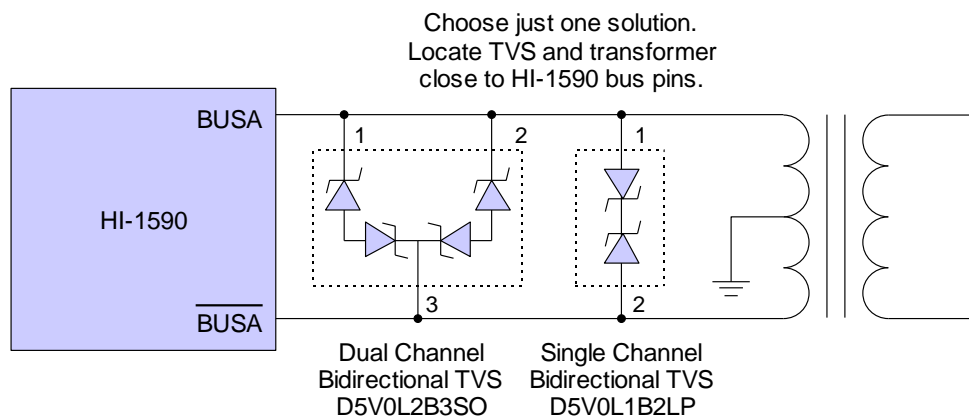 Choose just one solution.
Locate TVS and transformer
close to HI-1590 bus pins.
BUSA
1
2
1
HI-1590
BUSA
3
2
Dual Channel
Bidirectional TVS
D5V0L2B3SO
Single Channel
Bidirectional TVS
D5V0L1B2LP